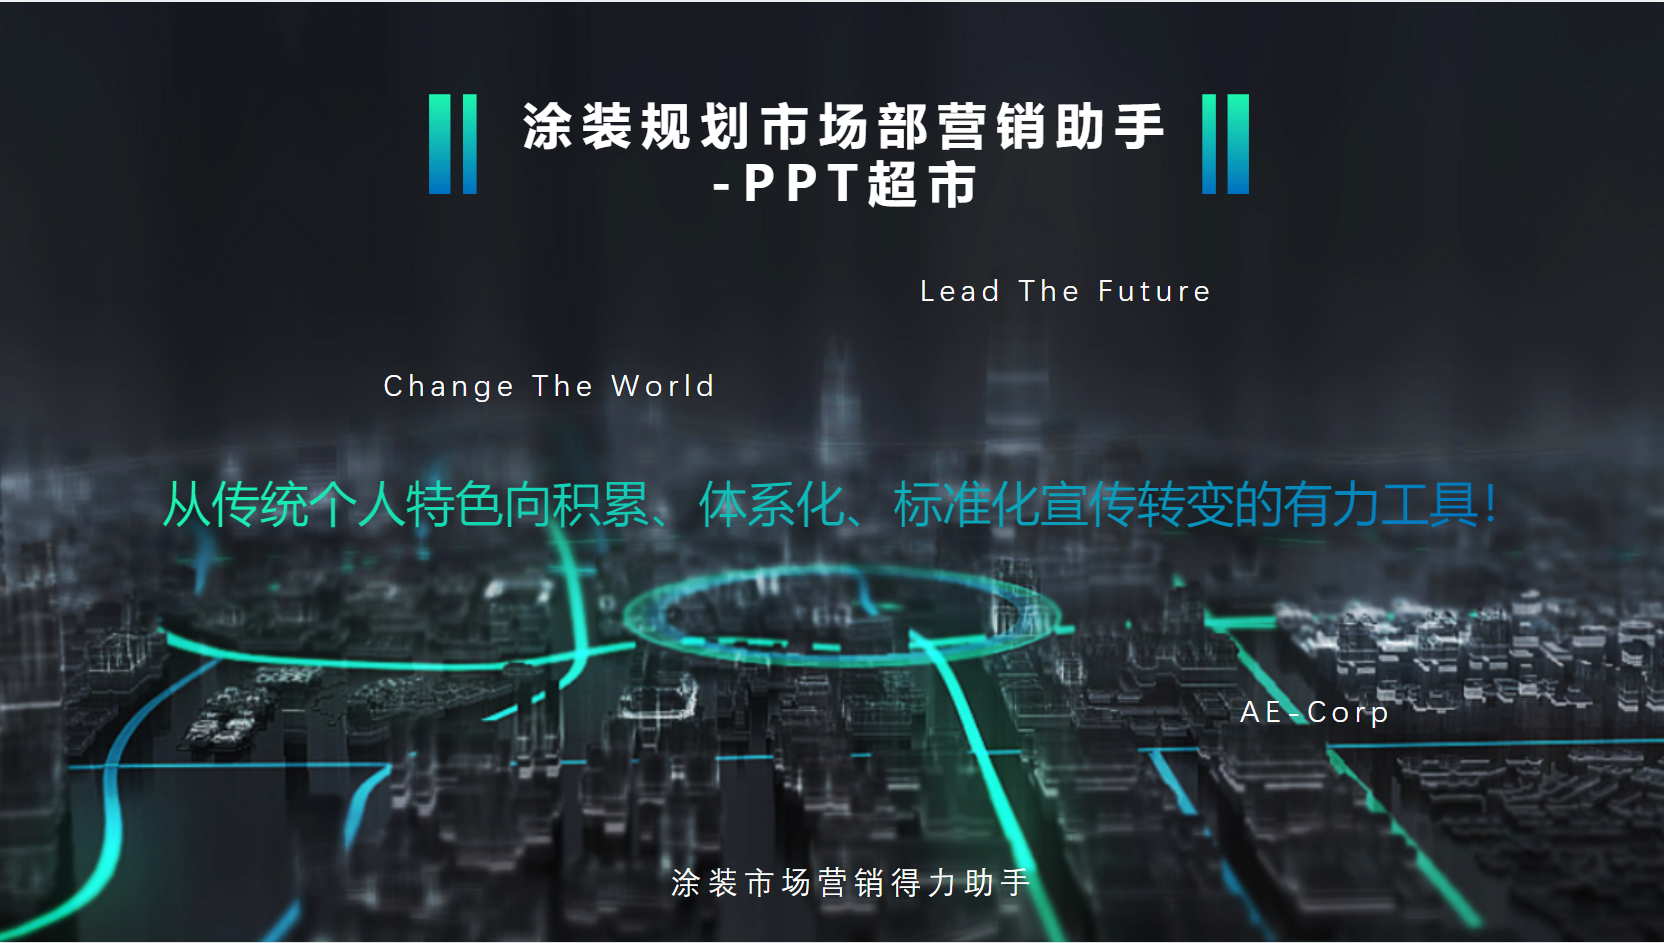 涂装规划市场部营销助手
-PPT超市
Lead The Future
Change The World
从传统个人特色向积累、体系化、标准化宣传转变的有力工具！
AE-Corp
涂装市场营销得力助手